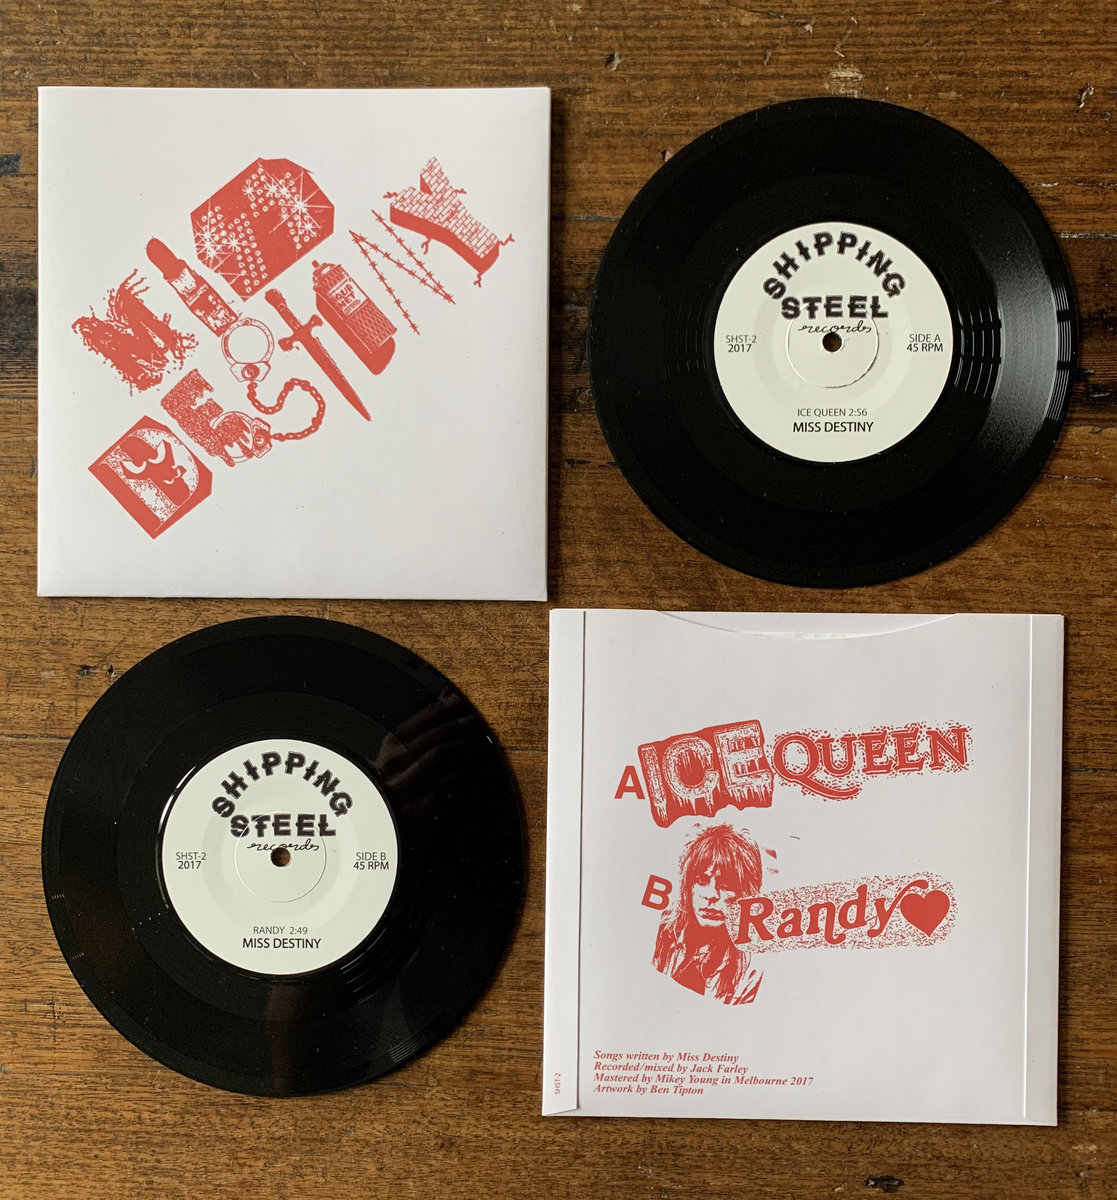 MISS
DESTINY
SHIPPING
STEEL
records
SHST-2
2017
SIDE A
45 RPM
ICE QUEEN 2:56
MISS DESTINY
SHIPPING
STEEL
records
SHST-2
2017
SIDE B
45 RPM
RANDY 2:49
MISS DESTINY
A ICE QUEEN
B Randy
Songs written by Miss Destiny
Recorded/mixed by Jack Farley
Mastered by Mikey Young in Melbourne 2017
Artwork by Ben Tipton
SHST-2